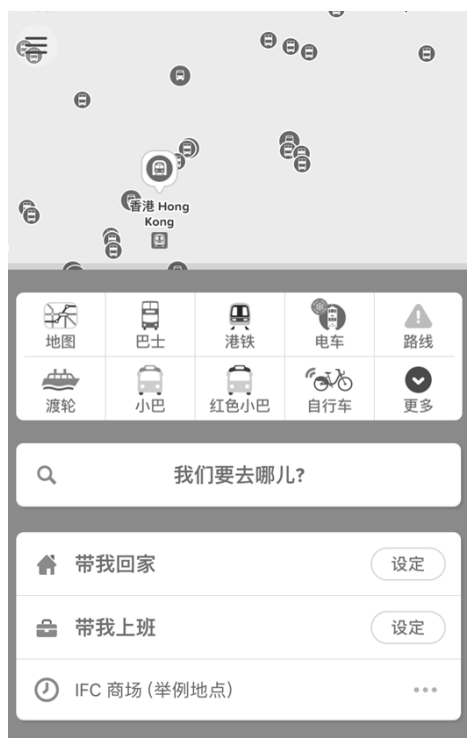 香港 Hong
Kong
地图
巴士
港铁
电车
路线
渡轮
小巴
红色小巴
自行车
更多
我们要去哪儿?
带我回家
设定
带我上班
设定
IFC 商场 (举例地点)